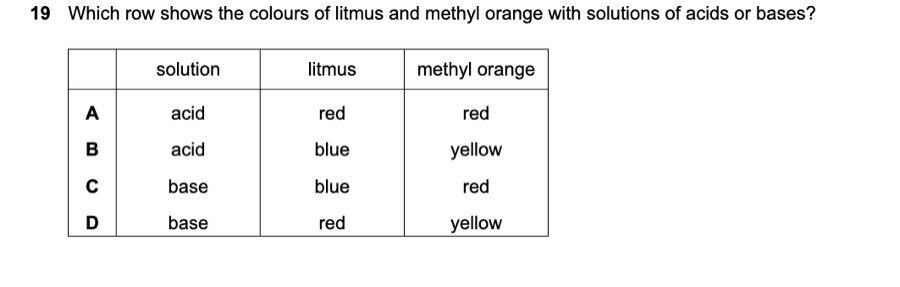 19 Which row shows the colours of litmus and methyl orange with solutions of acids or bases?
solution litmus methyl orange
A acid red red
B acid blue yellow
C base blue red
D base red yellow